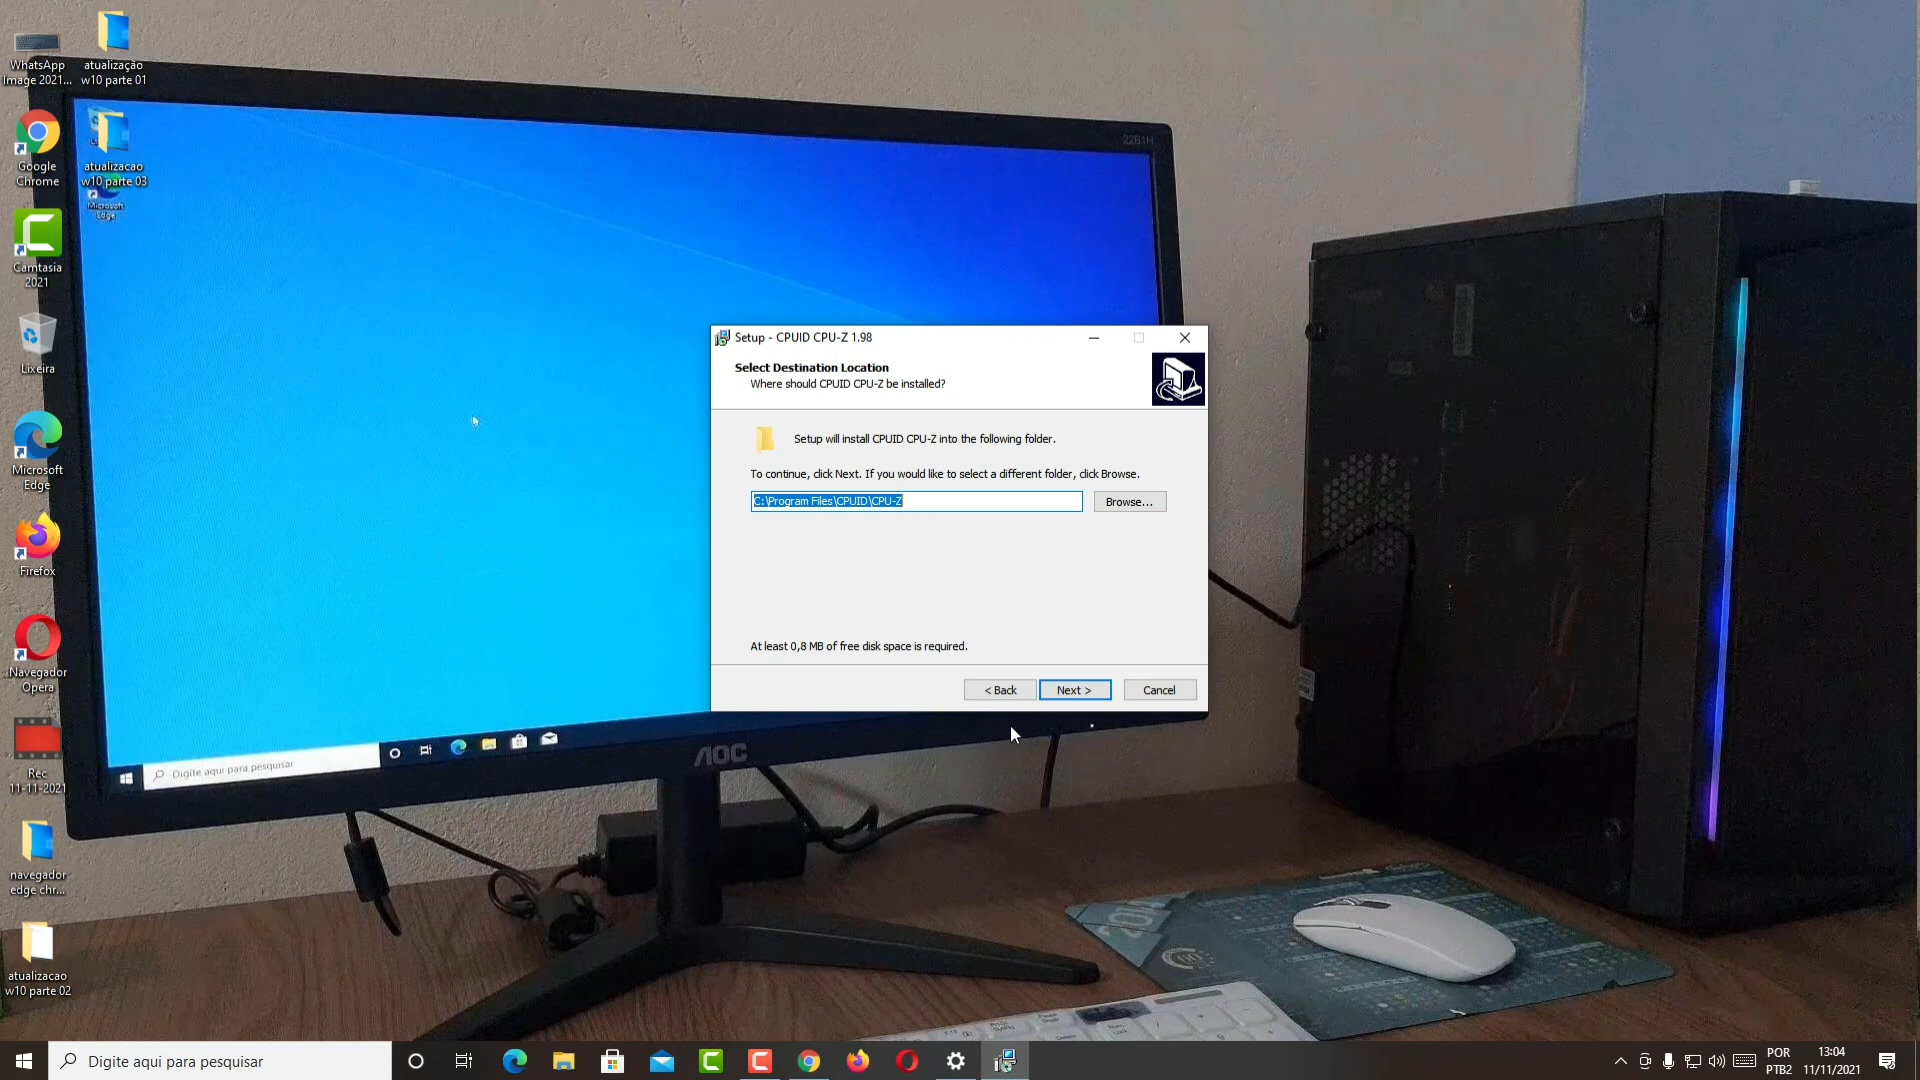 WhatsApp
Image 2021...
atualização
w10 parte 01
Google
Chrome
atualizacao
w10 parte 03
Microsoft
Edge
22B1H
Camtasia
2021
Lixeira
Microsoft
Edge
Firefox
Navegador
Opera
Rec
11-11-2021
navegador
edge chr...
atualizacao
w10 parte 02
Setup - CPUID CPU-Z 1.98
Select Destination Location
Where should CPUID CPU-Z be installed?
Setup will install CPUID CPU-Z into the following folder.
To continue, click Next. If you would like to select a different folder, click Browse.
C:\Program Files\CPUID\CPU-Z
Browse...
At least 0,8 MB of free disk space is required.
< Back
Next >
Cancel
Digite aqui para pesquisar
AOC
Digite aqui para pesquisar
POR
PTB2
13:04
11/11/2021